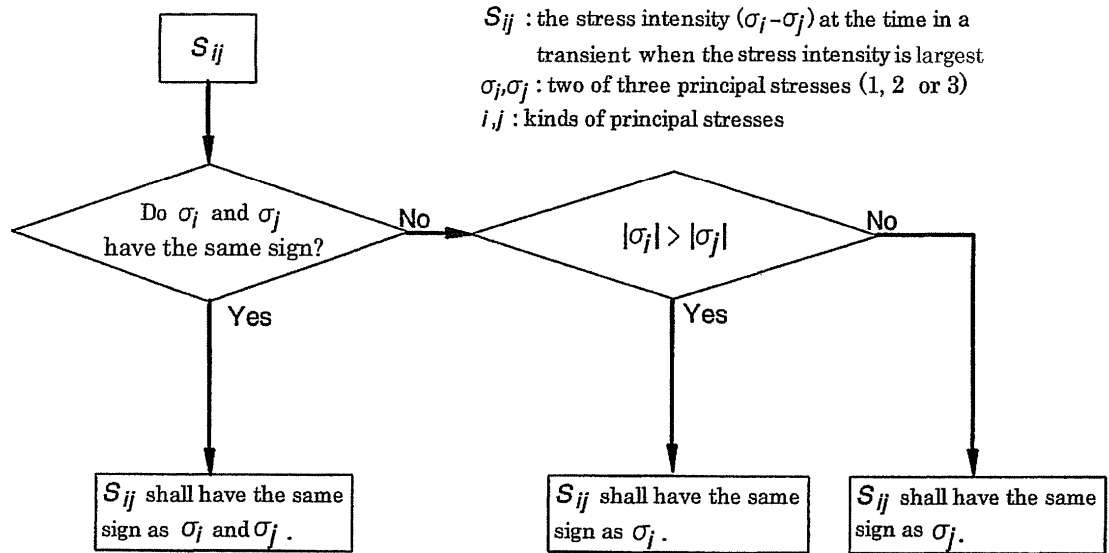 S_ij
S_ij : the stress intensity (σ_i-σ_j) at the time in a
transient when the stress intensity is largest
σ_i,σ_j : two of three principal stresses (1, 2 or 3)
i,j : kinds of principal stresses
Do σ_i and σ_j
have the same sign?
No
|σ_i| > |σ_j|
No
Yes
Yes
S_ij shall have the same
sign as σ_i and σ_j .
S_ij shall have the same
sign as σ_i .
S_ij shall have the same
sign as σ_j.